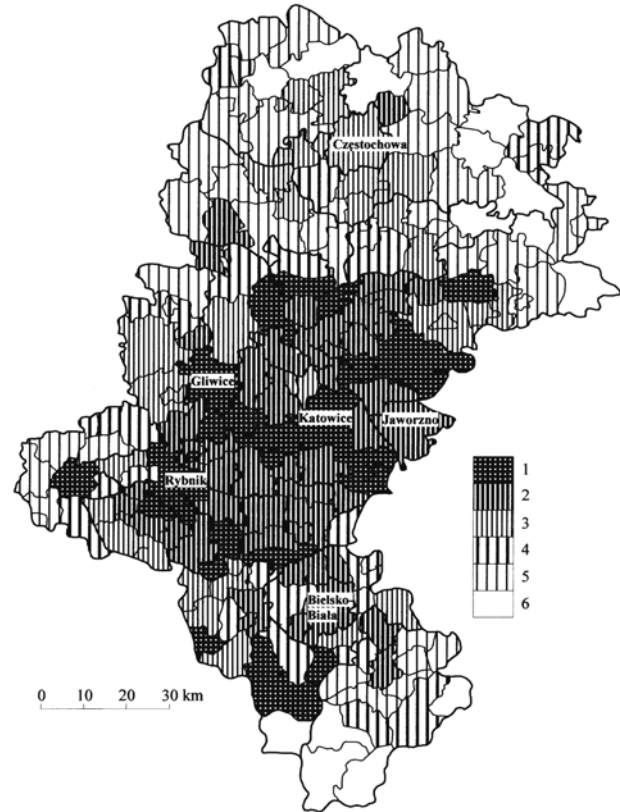 Częstochowa
Gliwice
Katowice
Jaworzno
Rybnik
1
2
3
4
5
6
Bielsko
Biała
0 10 20 30 km